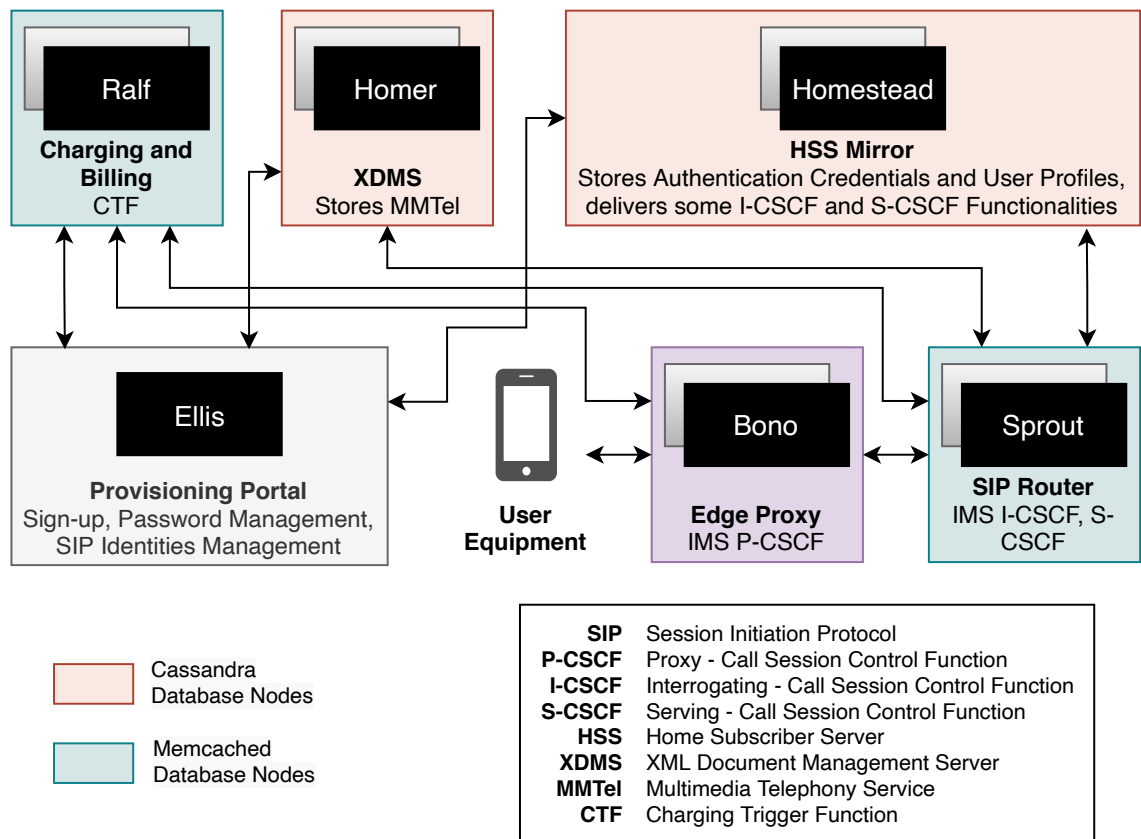 Ralf
Charging and
Billing
CTF
Homer
XDMS
Stores MMTel
Homestead
HSS Mirror
Stores Authentication Credentials and User Profiles,
delivers some I-CSCF and S-CSCF Functionalities
Ellis
Provisioning Portal
Sign-up, Password Management,
SIP Identities Management
User
Equipment
Bono
Edge Proxy
IMS P-CSCF
Sprout
SIP Router
IMS I-CSCF, S-
CSCF
Cassandra
Database Nodes
Memcached
Database Nodes
SIP Session Initiation Protocol
P-CSCF Proxy - Call Session Control Function
I-CSCF Interrogating - Call Session Control Function
S-CSCF Serving - Call Session Control Function
HSS Home Subscriber Server
XDMS XML Document Management Server
MMTel Multimedia Telephony Service
CTF Charging Trigger Function